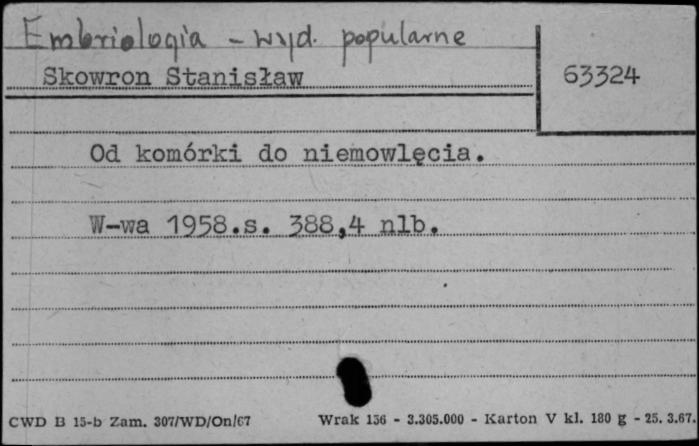 Embriologia - wyd. popularne
Skowron Stanisław
63324
Od komórki do niemowlęcia.
W-wa 1958.s. 388,4 nlb.
CWD B 15-b Zam. 307/WD/On/67 Wrak 136 - 3.305.000 - Karton V kl. 180 g - 25. 3.67.